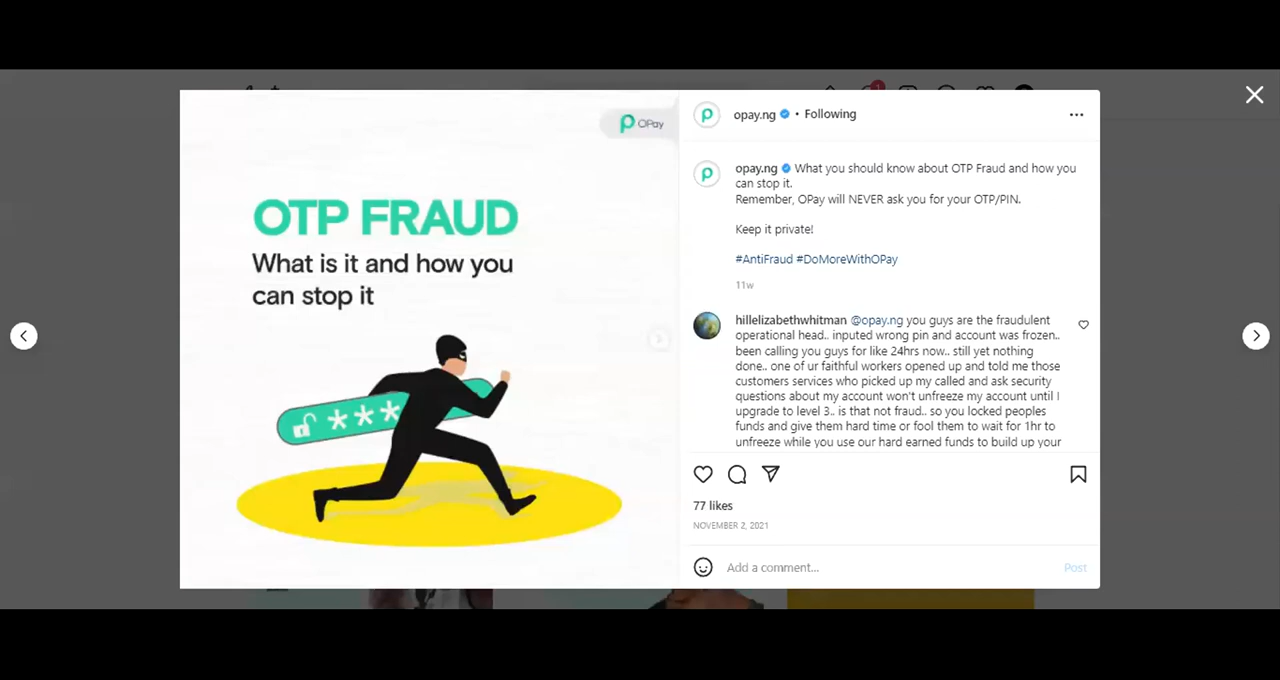 OPay
OTP FRAUD
What is it and how you
can stop it
***
opay.ng • Following
opay.ng What you should know about OTP Fraud and how you
can stop it.
Remember, OPay will NEVER ask you for your OTP/PIN.
Keep it private!
#AntiFraud #DoMoreWithOPay
11w
hillelizabethwhitman @opay.ng you guys are the fraudulent
operational head.. inputed wrong pin and account was frozen..
been calling you guys for like 24hrs now.. still yet nothing
done.. one of ur faithful workers opened up and told me those
customers services who picked up my called and ask security
questions about my account won't unfreeze my account until I
upgrade to level 3.. is that not fraud.. so you locked peoples
funds and give them hard time or fool them to wait for 1hr to
unfreeze while you use our hard earned funds to build up your
77 likes
NOVEMBER 2, 2021
Add a comment...
Post